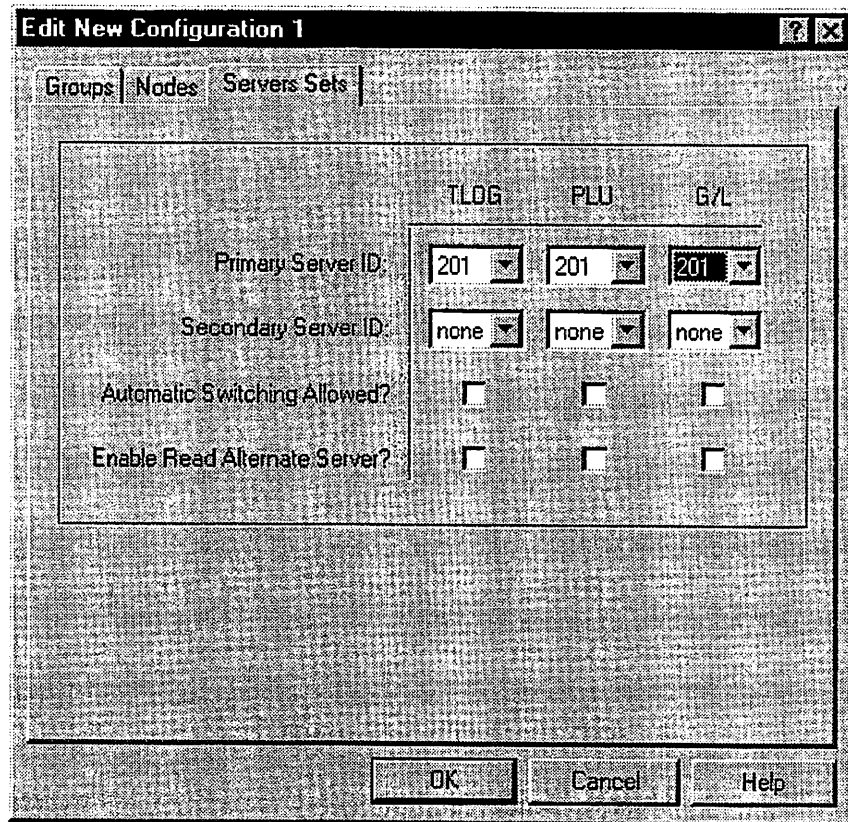 Edit New Configuration 1
Groups Nodes Servers Sets
TLOG PLU G/L
Primary Server ID: 201 201 201
Secondary Server ID: none none none
Automatic Switching Allowed?
Enable Read Alternate Server?
OK Cancel Help